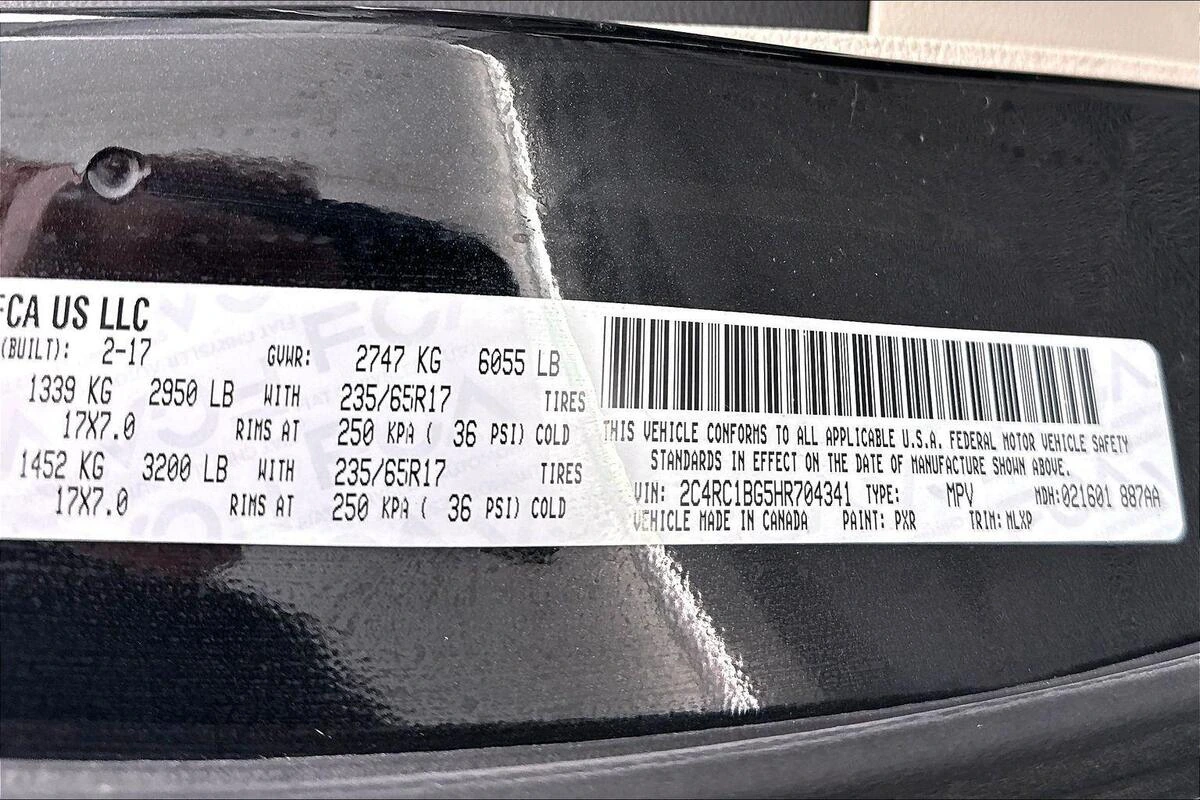 FCA US LLC
(BUILT): 2-17 GVWR: 2747 KG 6055 LB
1339 KG 2950 LB WITH 235/65R17 TIRES
17X7.0 RIMS AT 250 KPA ( 36 PSI) COLD
1452 KG 3200 LB WITH 235/65R17 TIRES
17X7.0 RIMS AT 250 KPA ( 36 PSI) COLD
THIS VEHICLE CONFORMS TO ALL APPLICABLE U.S.A. FEDERAL MOTOR VEHICLE SAFETY
STANDARDS IN EFFECT ON THE DATE OF MANUFACTURE SHOWN ABOVE.
VIN: 2C4RC1BG5HR704341 TYPE: MPV MDH:021601 887AA
VEHICLE MADE IN CANADA PAINT: PXR TRIM: MLXP